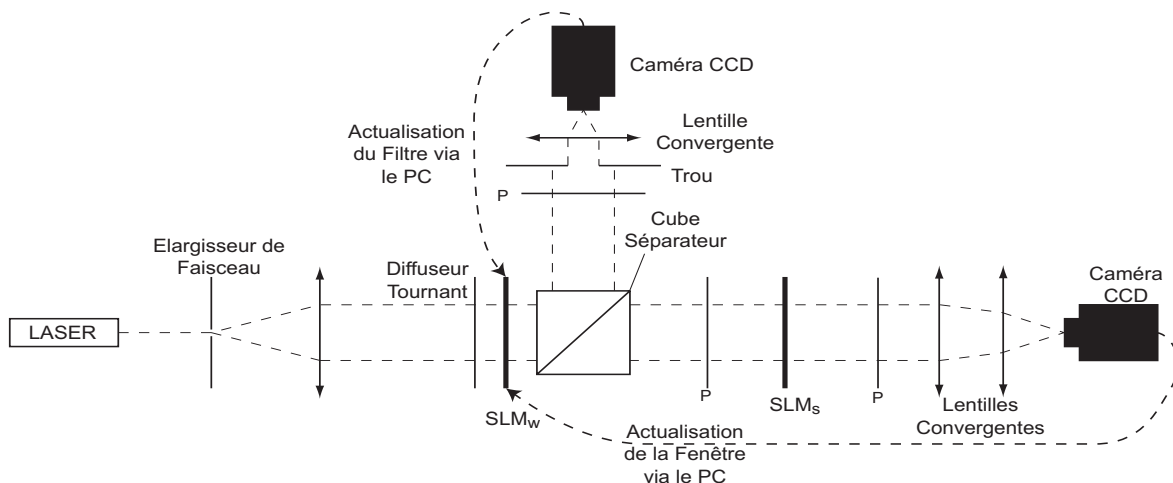 Caméra CCD
Lentille
Convergente
Actualisation
du Filtre via
le PC
Trou
P
Cube
Séparateur
Elargisseur de
Faisceau
Diffuseur
Tournant
Caméra
CCD
LASER
SLMw
P
SLMs
P
Lentilles
Convergentes
Actualisation
de la Fenêtre
via le PC